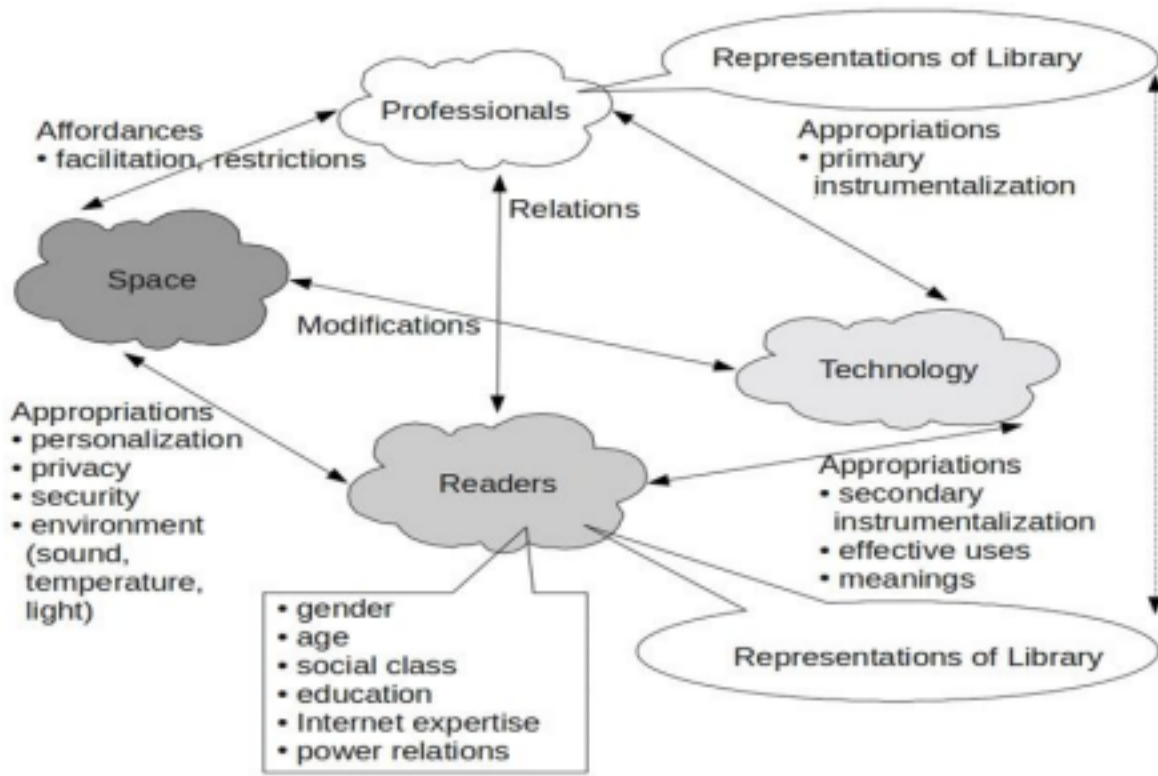 Representations of Library
Professionals
Affordances
• facilitation, restrictions
Appropriations
• primary
instrumentalization
Relations
Space
Modifications
Technology
Appropriations
• personalization
• privacy
• security
• environment
(sound,
temperature,
light)
Readers
Appropriations
• secondary
instrumentalization
• effective uses
• meanings
• gender
• age
• social class
• education
• Internet expertise
• power relations
Representations of Library